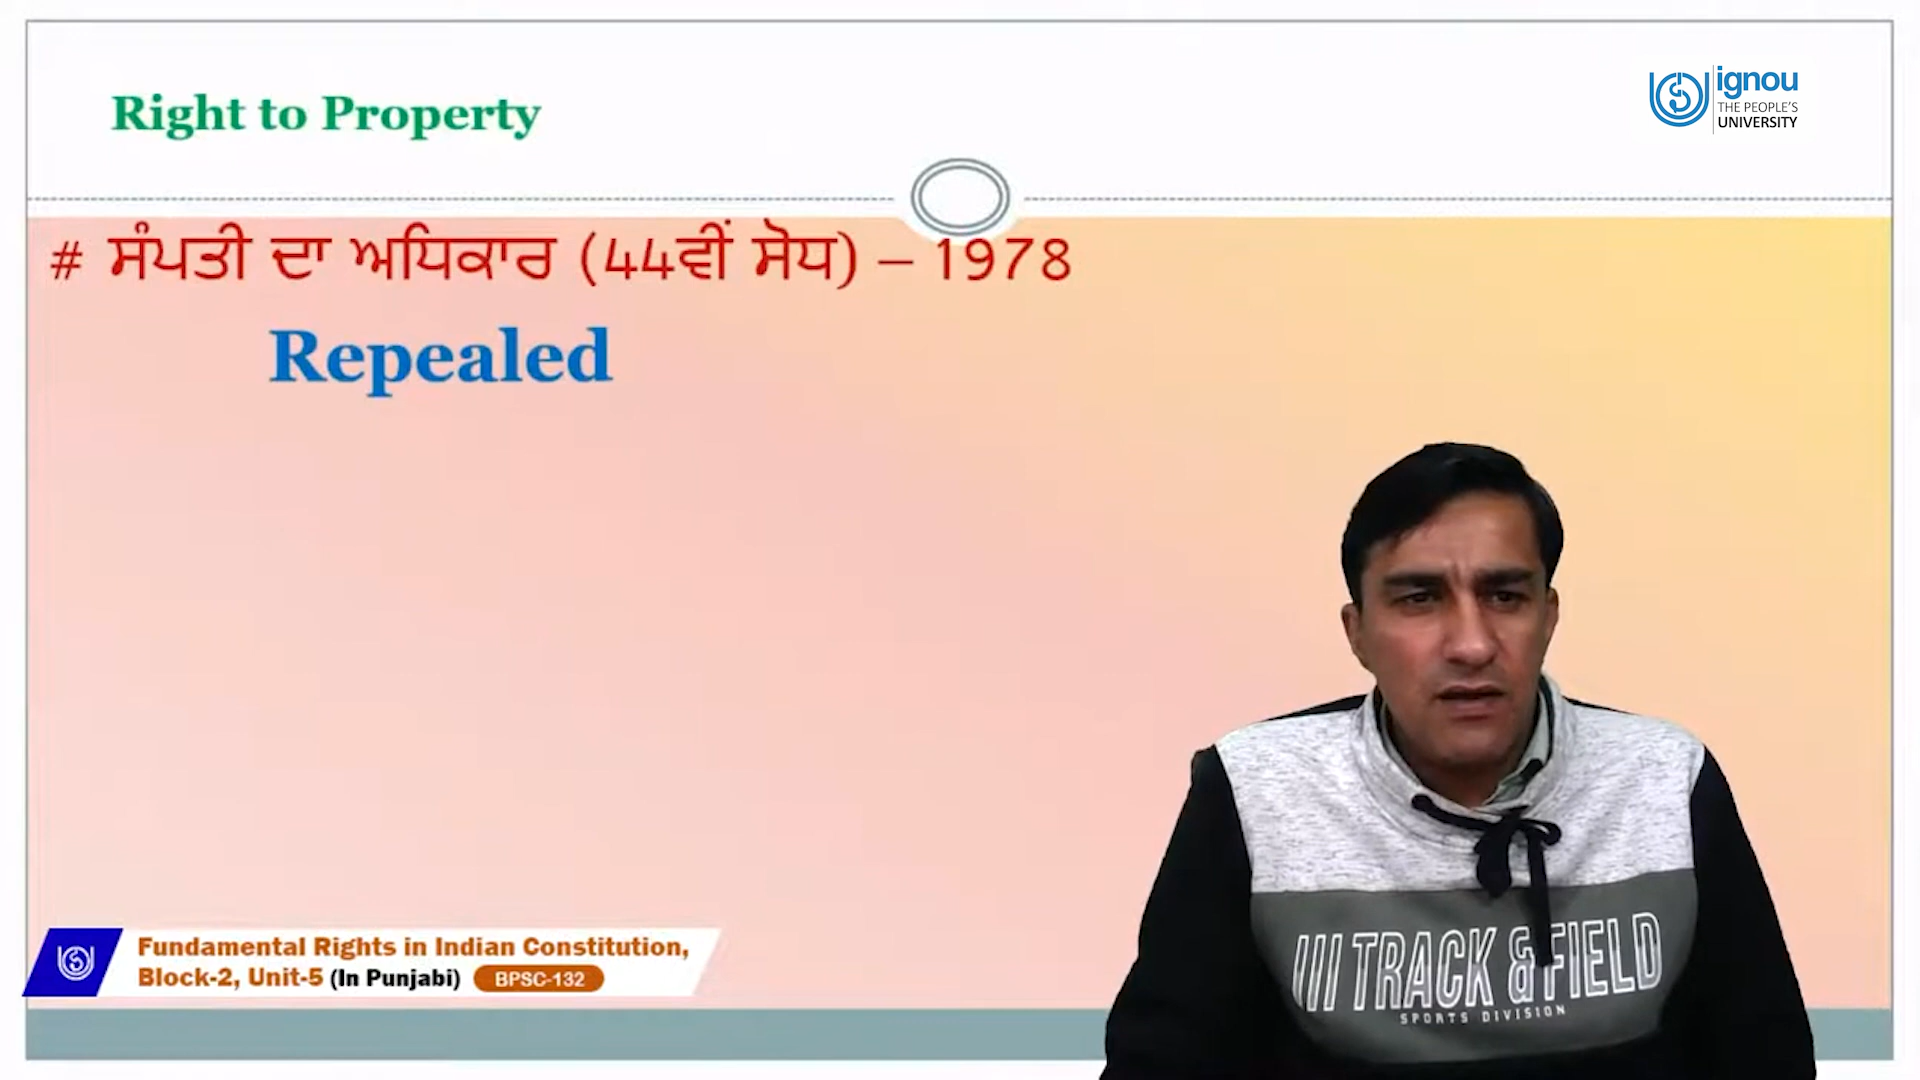 Right to Property
ignou
THE PEOPLE'S
UNIVERSITY
# ਸੰਪਤੀ ਦਾ ਅਧਿਕਾਰ (44ਵੀਂ ਸੋਧ) – 1978
Repealed
Fundamental Rights in Indian Constitution,
Block-2, Unit-5 (In Punjabi) BPSC-132
/// TRACK & FIELD
SPORTS DIVISION